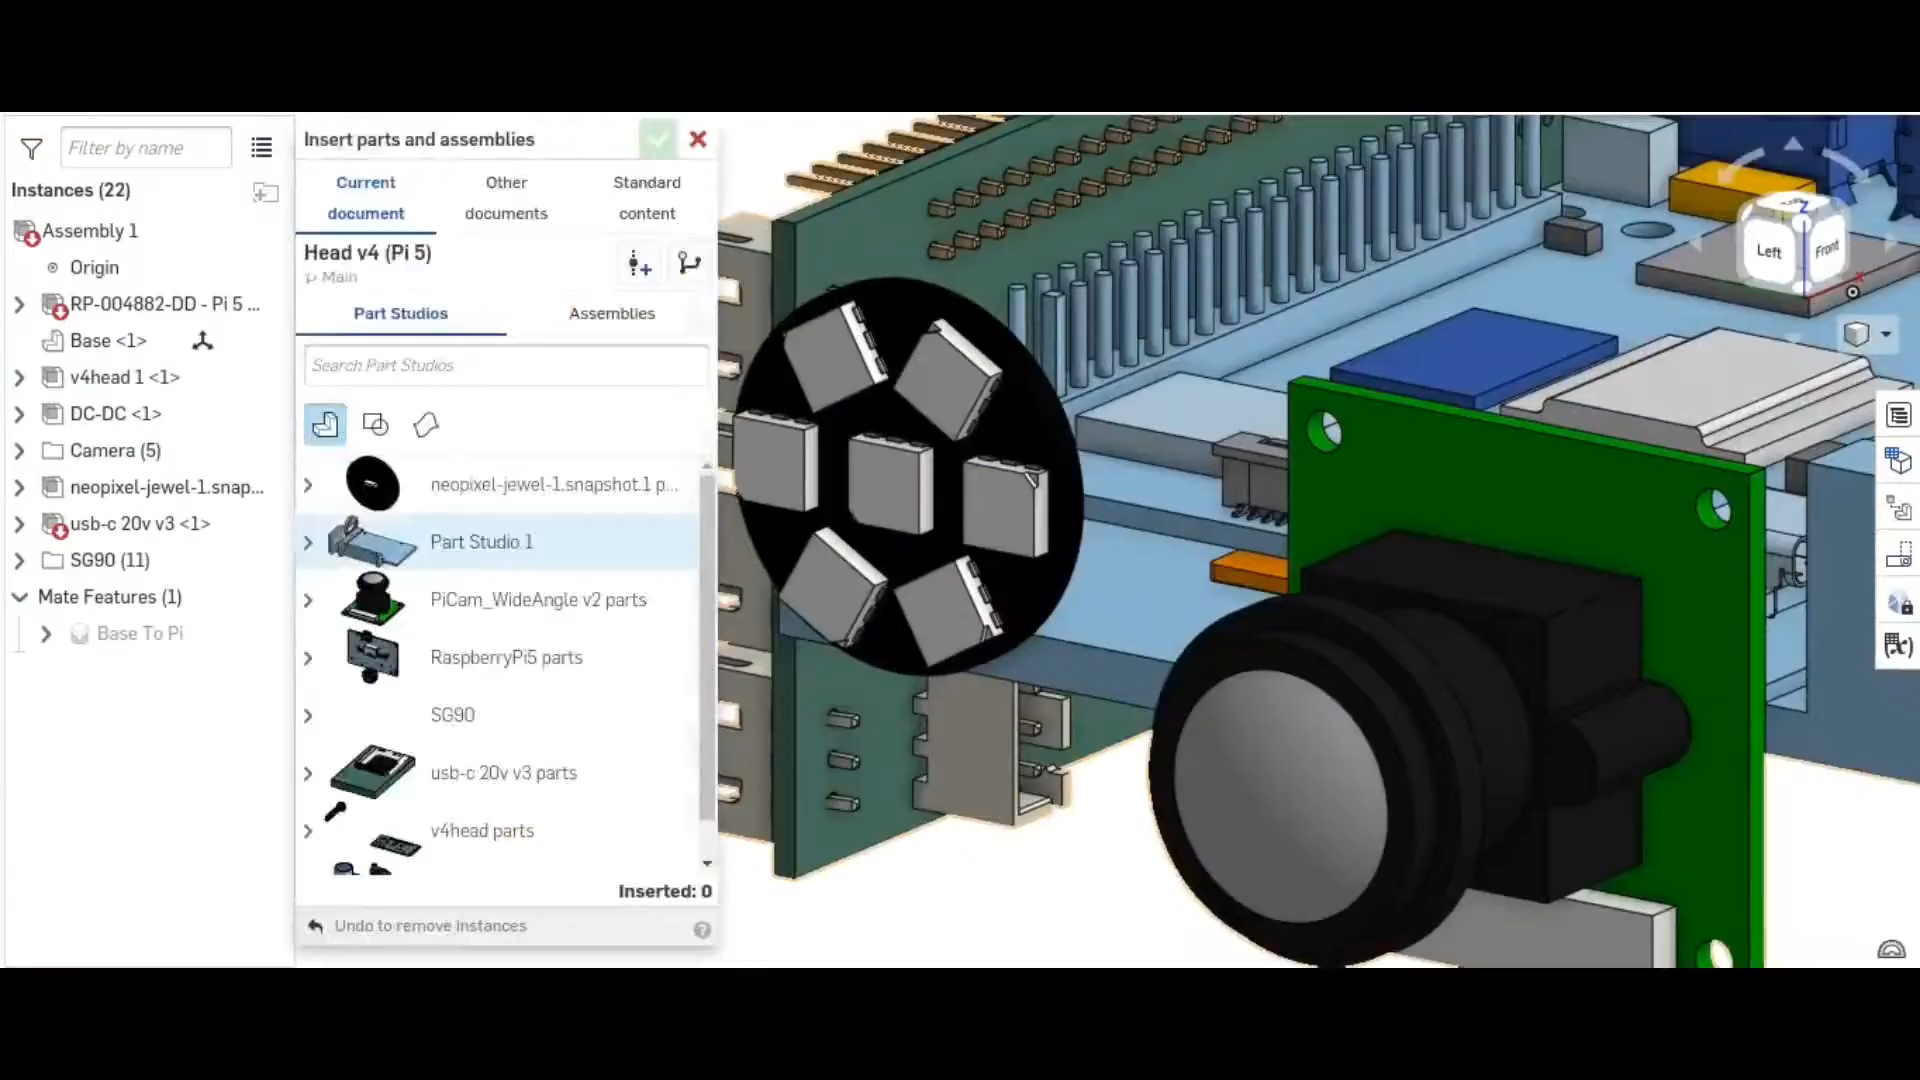 Filter by name
Instances (22)
Assembly 1
Origin
RP-004882-DD - Pi 5 ...
Base <1>
v4head 1 <1>
DC-DC <1>
Camera (5)
neopixel-jewel-1.snap...
usb-c 20v v3 <1>
SG90 (11)
Mate Features (1)
Base To Pi
Insert parts and assemblies
Current document
Other documents
Standard content
Head v4 (Pi 5)
Main
Part Studios
Assemblies
Search Part Studios
neopixel-jewel-1.snapshot.1 p...
Part Studio 1
PiCam_WideAngle v2 parts
RaspberryPi5 parts
SG90
usb-c 20v v3 parts
v4head parts
Inserted: 0
Undo to remove instances
Z
Left
Front
X